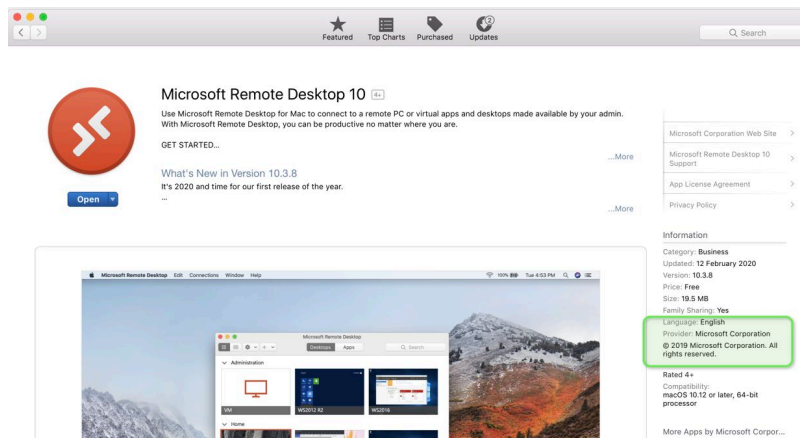 Featured Top Charts Purchased Updates
2
Search
Microsoft Remote Desktop 10 4+
Use Microsoft Remote Desktop for Mac to connect to a remote PC or virtual apps and desktops made available by your admin.
With Microsoft Remote Desktop, you can be productive no matter where you are.
GET STARTED...
...More
What's New in Version 10.3.8
It's 2020 and time for our first release of the year.
...
...More
Open
Microsoft Corporation Web Site
Microsoft Remote Desktop 10
Support
App License Agreement
Privacy Policy
Information
Category: Business
Updated: 12 February 2020
Version: 10.3.8
Price: Free
Size: 19.5 MB
Family Sharing: Yes
Language: English
Provider: Microsoft Corporation
© 2019 Microsoft Corporation. All
rights reserved.
Rated 4+
Compatibility:
macOS 10.12 or later, 64-bit
processor
More Apps by Microsoft Corpor...
Microsoft Remote Desktop Edit Connections Window Help
100% Tue 4:53 PM
Microsoft Remote Desktop
Desktops Apps
Search
Administration
VM WS2012 R2 WS2016
Home